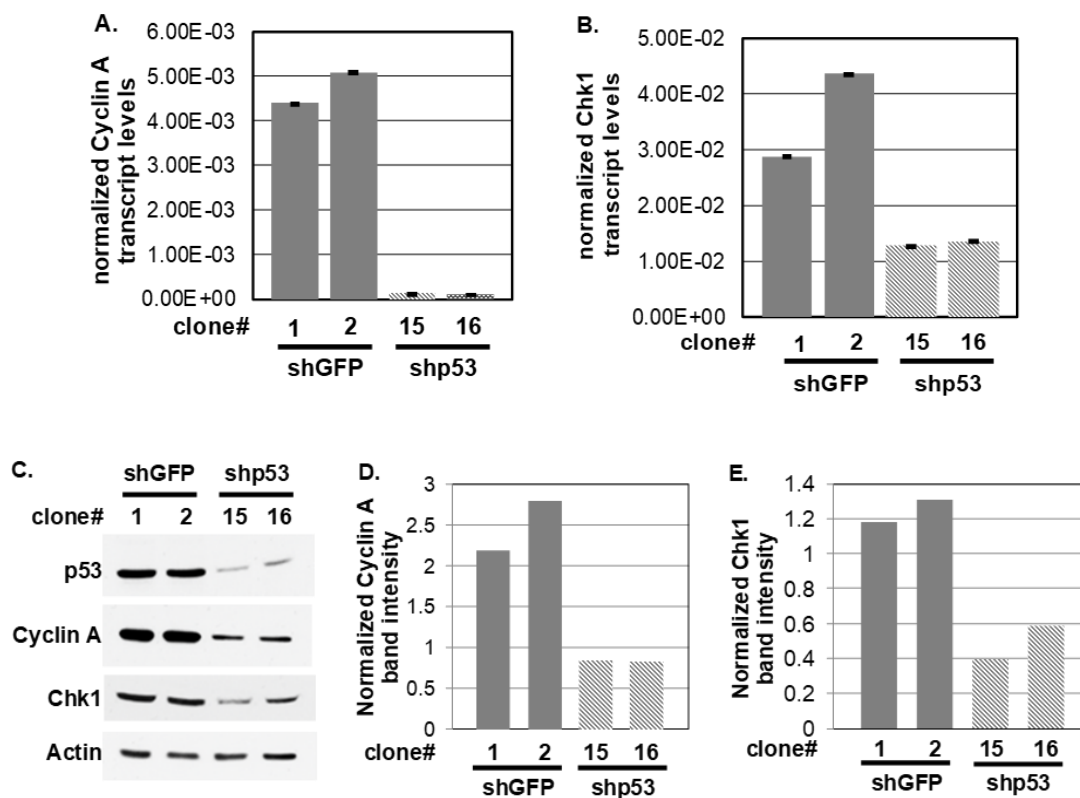 A.
normalized Cyclin A
transcript levels
6.00E-03
5.00E-03
4.00E-03
3.00E-03
2.00E-03
1.00E-03
0.00E+00
clone# 1 2 15 16
shGFP shp53
B.
normalized Chk1
transcript levels
5.00E-02
4.00E-02
3.00E-02
2.00E-02
1.00E-02
0.00E+00
clone# 1 2 15 16
shGFP shp53
C.
shGFP shp53
clone# 1 2 15 16
p53
Cyclin A
Chk1
Actin
D.
Normalized Cyclin A
band intensity
3
2.5
2
1.5
1
0.5
0
clone# 1 2 15 16
shGFP shp53
E.
Normalized Chk1
band intensity
1.4
1.2
1
0.8
0.6
0.4
0.2
0
clone# 1 2 15 16
shGFP shp53